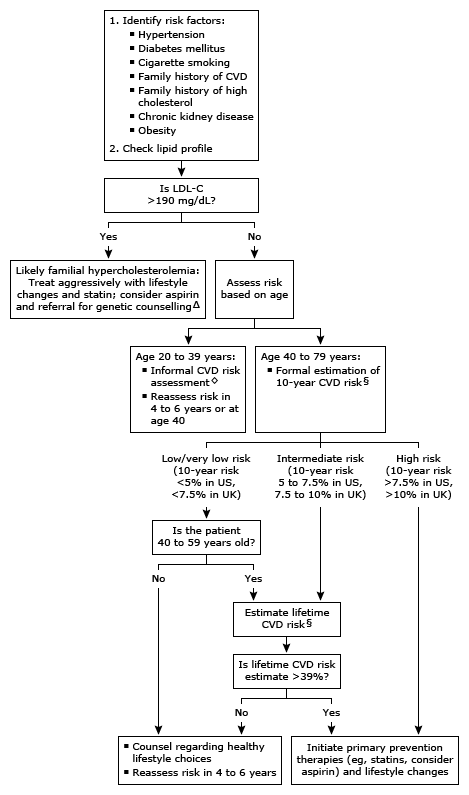 1. Identify risk factors:
▪ Hypertension
▪ Diabetes mellitus
▪ Cigarette smoking
▪ Family history of CVD
▪ Family history of high
cholesterol
▪ Chronic kidney disease
▪ Obesity
2. Check lipid profile
Is LDL-C
>190 mg/dL?
Yes
No
Likely familial hypercholesterolemia:
Treat aggressively with lifestyle
changes and statin; consider aspirin
and referral for genetic counselling Δ
Assess risk
based on age
Age 20 to 39 years:
▪ Informal CVD risk
assessment◇
▪ Reassess risk in
4 to 6 years or at
age 40
Age 40 to 79 years:
▪ Formal estimation of
10-year CVD risk§
Low/very low risk
(10-year risk
<5% in US,
<7.5% in UK)
Intermediate risk
(10-year risk
5 to 7.5% in US,
7.5 to 10% in UK)
High risk
(10-year risk
>7.5% in US,
>10% in UK)
Is the patient
40 to 59 years old?
No
Yes
Estimate lifetime
CVD risk§
Is lifetime CVD risk
estimate >39%?
No
Yes
▪ Counsel regarding healthy
lifestyle choices
▪ Reassess risk in 4 to 6 years
Initiate primary prevention
therapies (eg, statins, consider
aspirin) and lifestyle changes